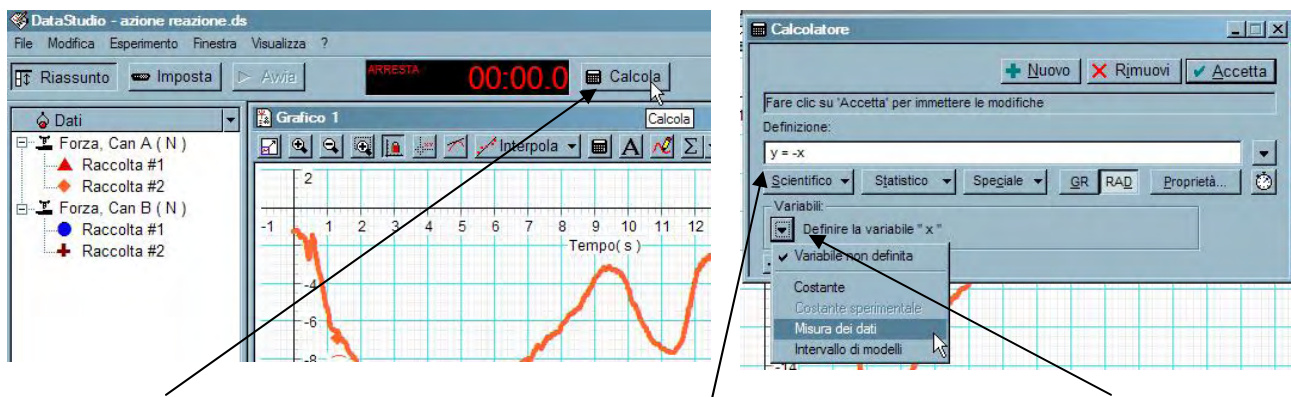 DataStudio - azione reazione.ds
File Modifica Esperimento Finestra Visualizza ?
Riassunto Imposta Avvia ARRESTA 00:00.0 Calcola
Calcola
Dati
Forza, Can A ( N )
Raccolta #1
Raccolta #2
Forza, Can B ( N )
Raccolta #1
Raccolta #2
Grafico 1
Interpola A Σ
2
-1 1 2 3 4 5 6 7 8 9 10 11 12
Tempo( s )
-4
-6
-8
Calcolatore
Nuovo Rimuovi Accetta
Fare clic su 'Accetta' per immettere le modifiche
Definizione:
y = -x
Scientifico Statistico Speciale GR RAD Proprietà...
Variabili:
Definire la variabile " x "
Variabile non definita
Costante
Costante sperimentale
Misura dei dati
Intervallo di modelli
-14